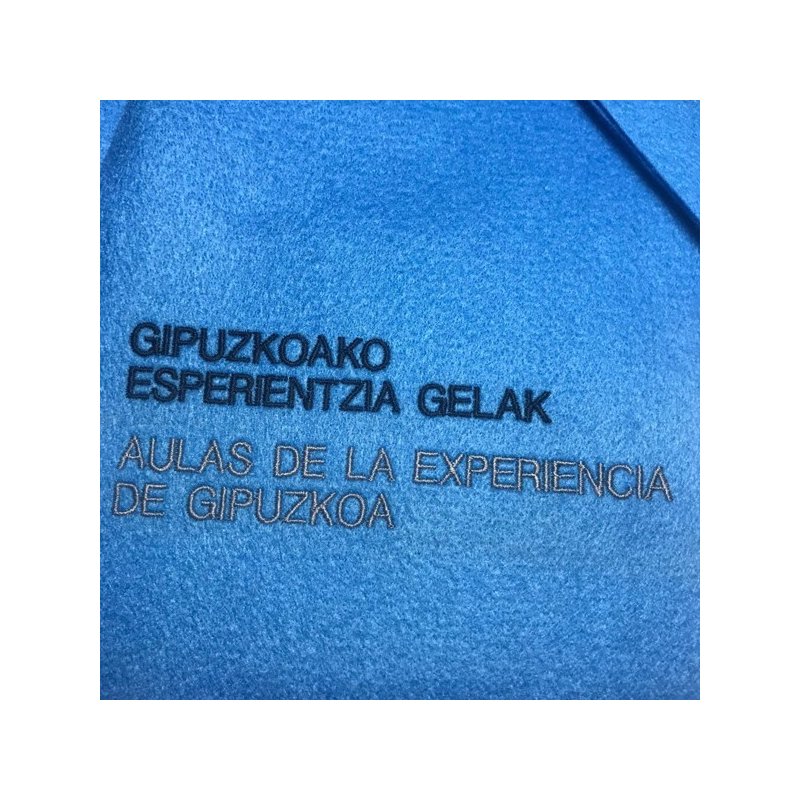 GIPUZKOAKO
ESPERIENTZIA GELAK
AULAS DE LA EXPERIENCIA
DE GIPUZKOA